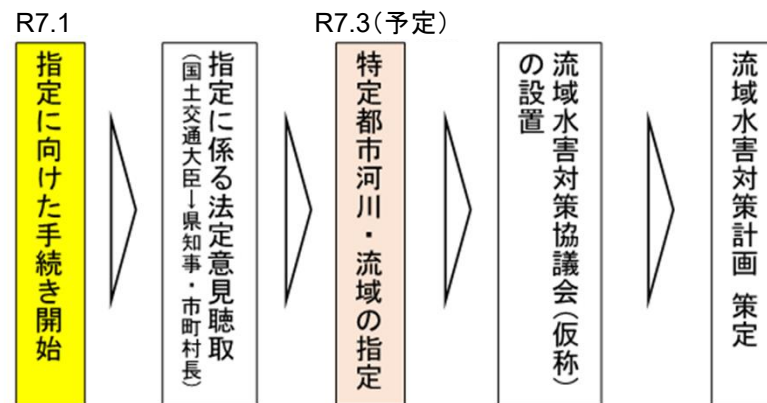 R7.1
R7.3(予定)
指定に向けた手続き開始
指定に係る法定意見聴取
(国土交通大臣→県知事・市町村長)
特定都市河川・流域の指定
流域水害対策協議会(仮称)
の設置
流域水害対策計画 策定